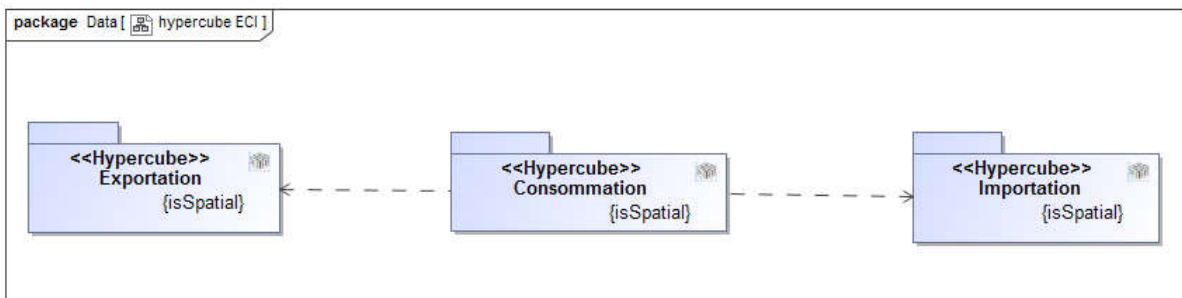 package Data [ hypercube ECI ]
<<Hypercube>>
Exportation
{isSpatial}
<<Hypercube>>
Consommation
{isSpatial}
<<Hypercube>>
Importation
{isSpatial}